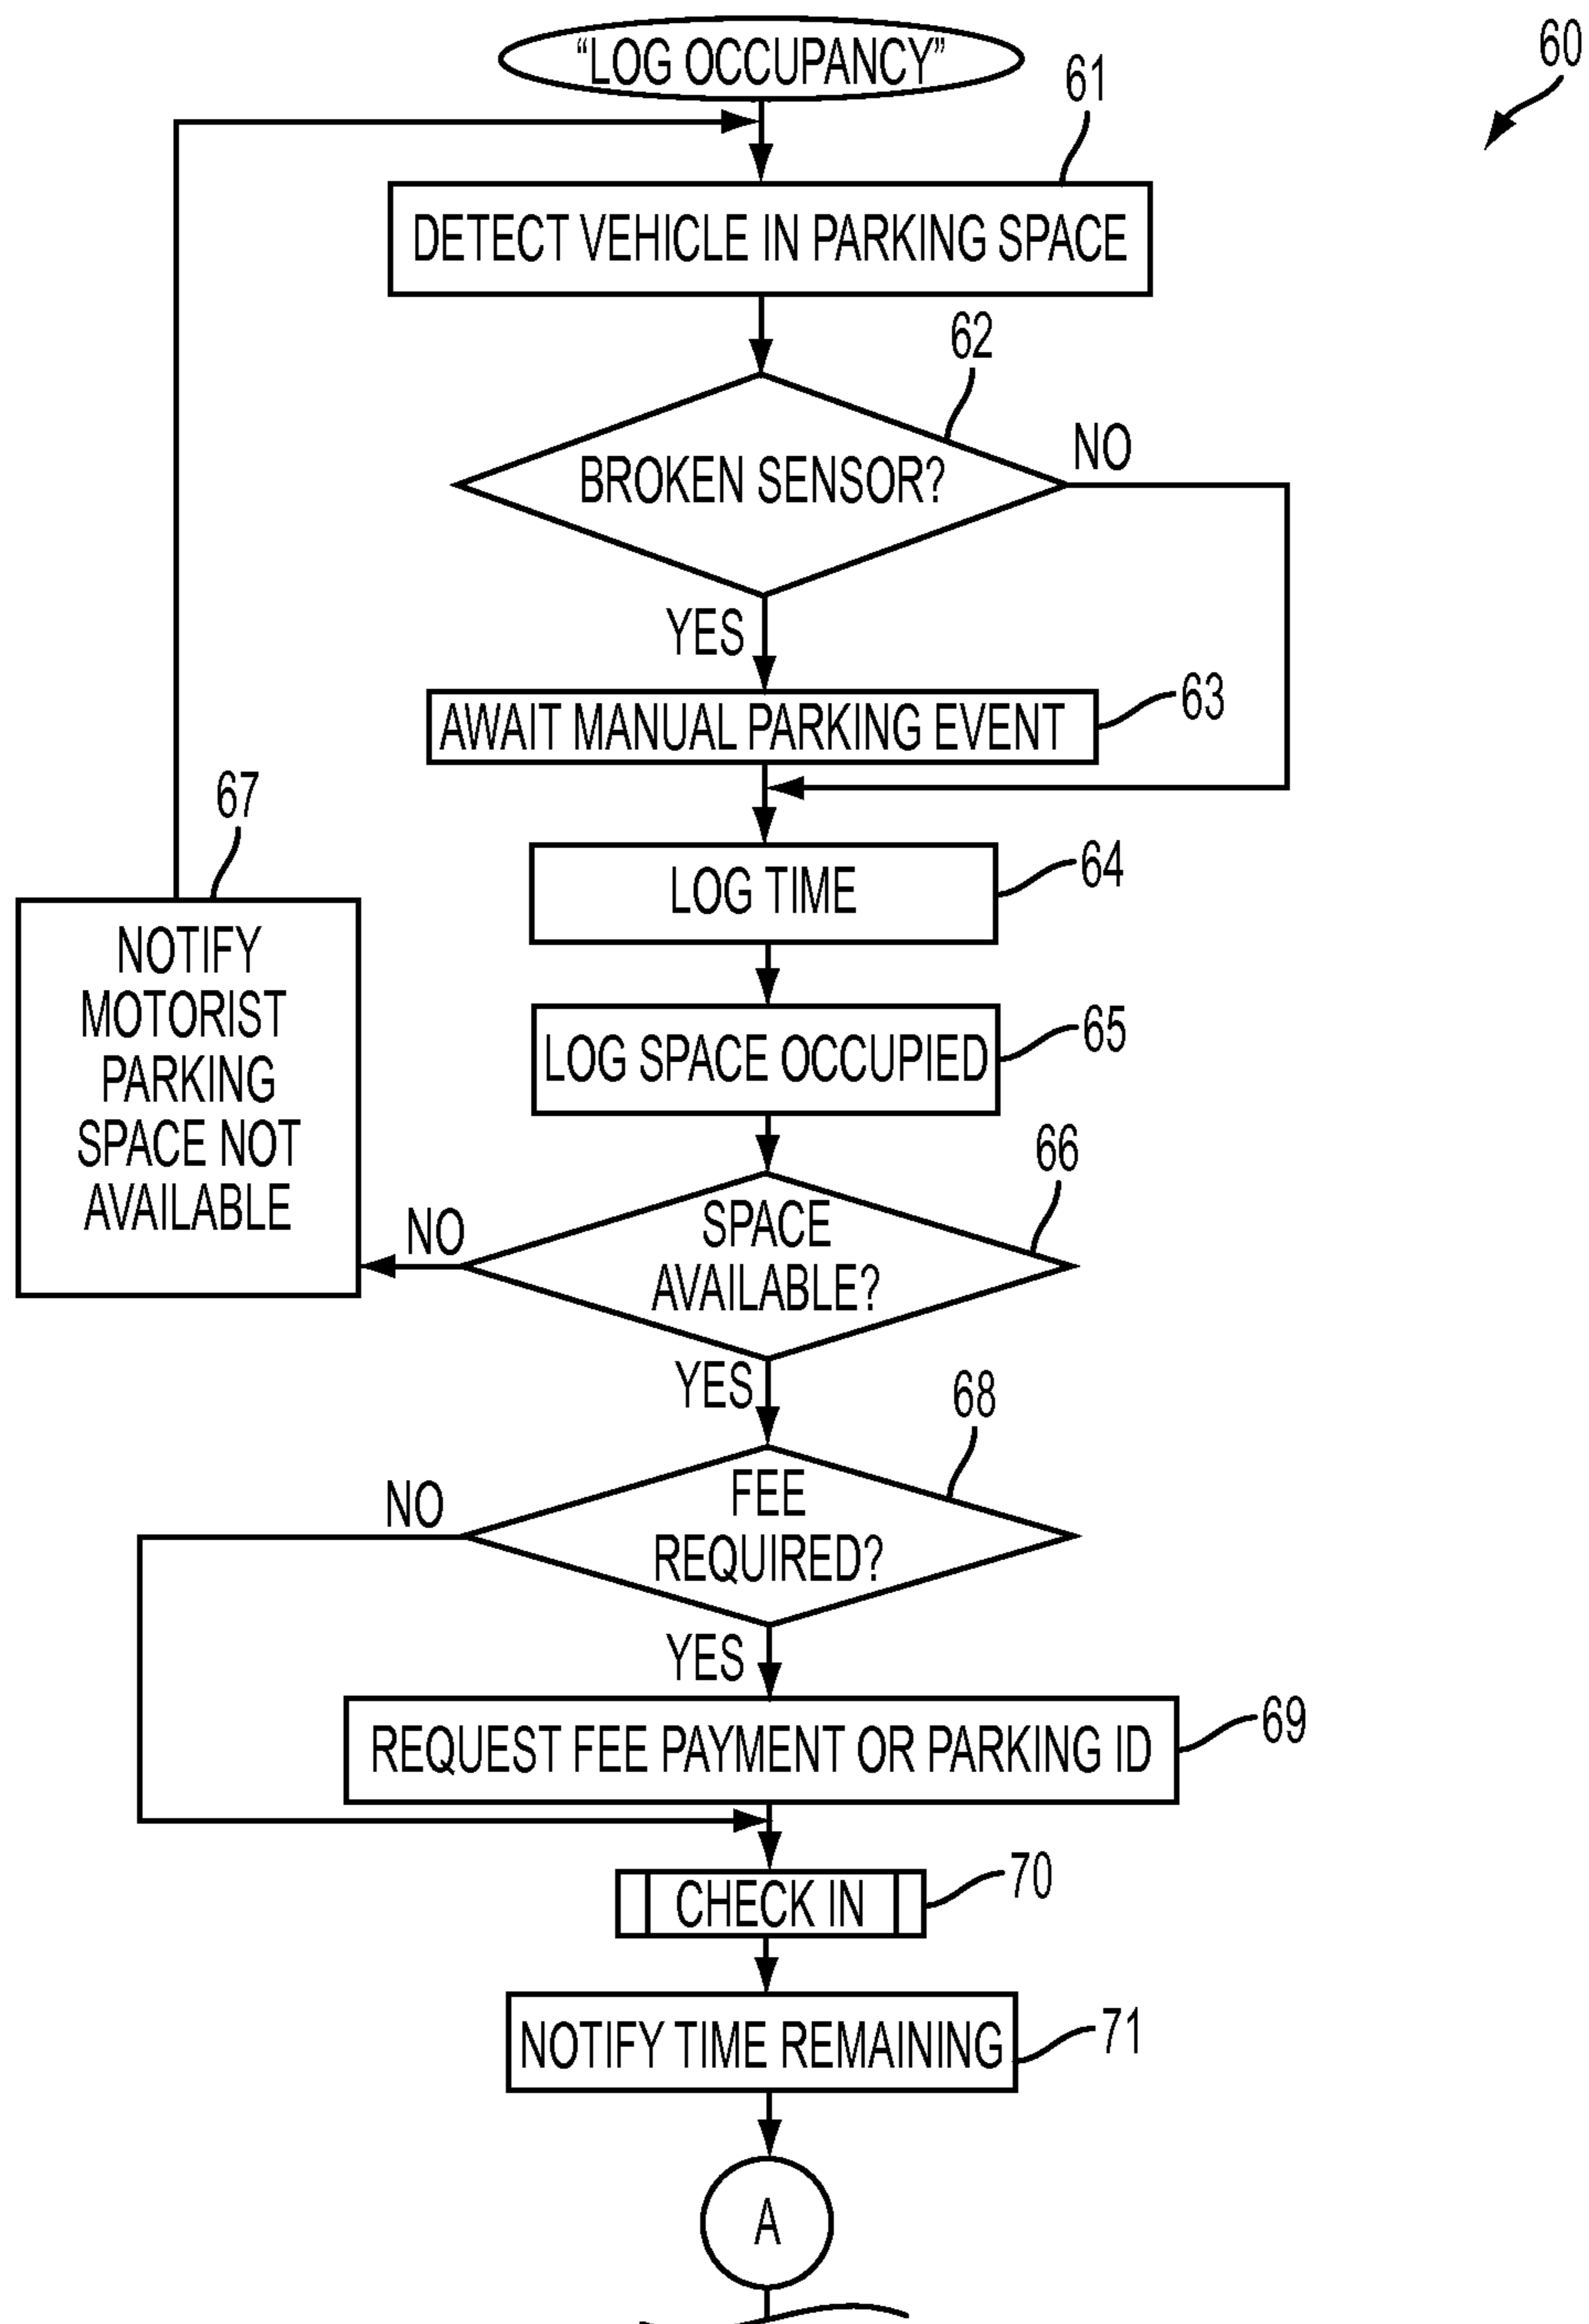 "LOG OCCUPANCY"
60
61
DETECT VEHICLE IN PARKING SPACE
62
BROKEN SENSOR?
NO
YES
AWAIT MANUAL PARKING EVENT
63
67
LOG TIME
64
NOTIFY
MOTORIST
PARKING
SPACE NOT
AVAILABLE
LOG SPACE OCCUPIED
65
66
SPACE
AVAILABLE?
NO
YES
68
FEE
REQUIRED?
NO
YES
REQUEST FEE PAYMENT OR PARKING ID
69
CHECK IN
70
NOTIFY TIME REMAINING
71
A